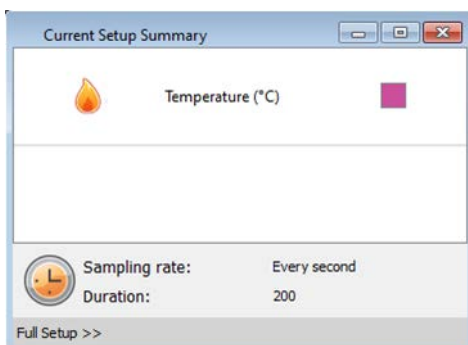 Current Setup Summary
Temperature (°C)
Sampling rate: Every second
Duration: 200
Full Setup >>